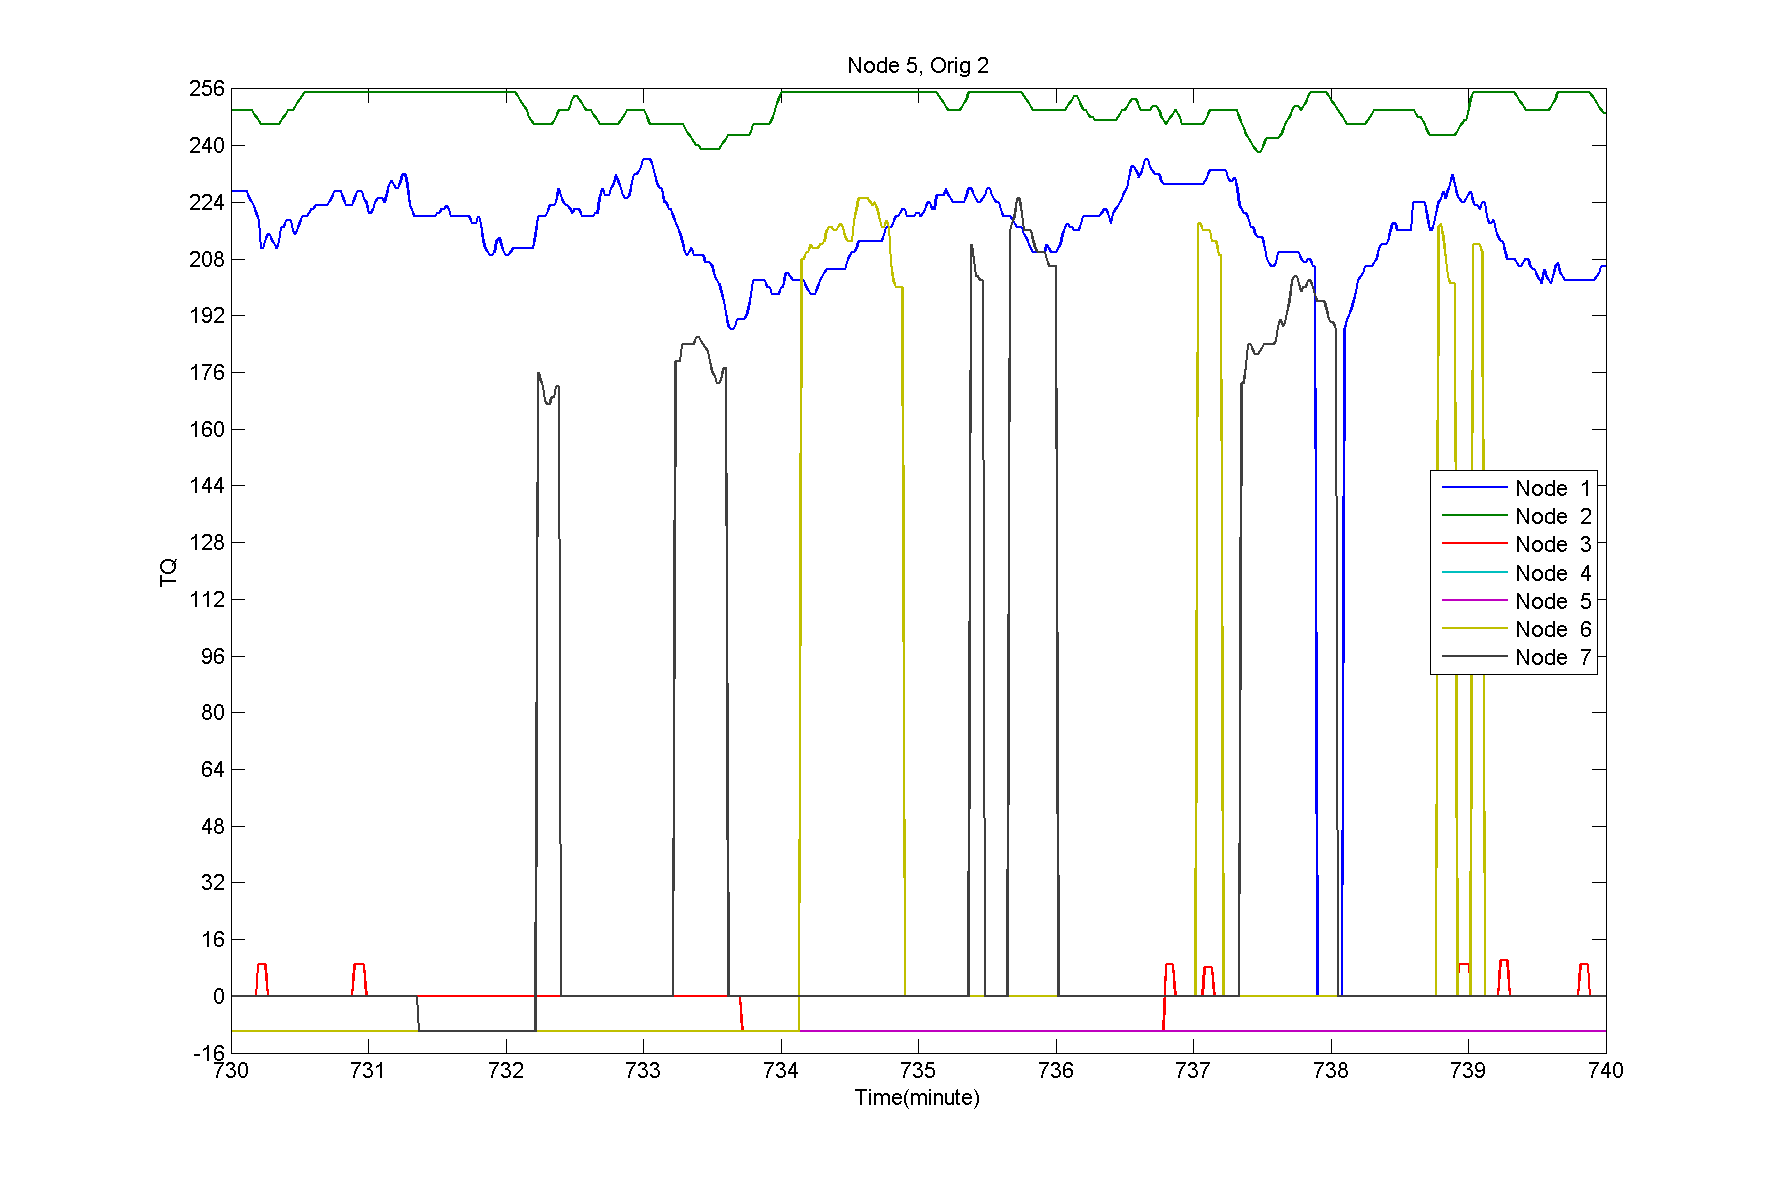 Node 5, Orig 2
256
240
224
208
192
176
160
144
128
112
96
80
64
48
32
16
0
-16
TQ
Node 1
Node 2
Node 3
Node 4
Node 5
Node 6
Node 7
730 731 732 733 734 735 736 737 738 739 740
Time(minute)